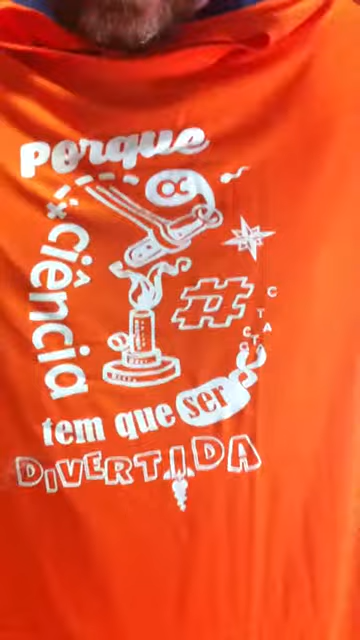 Porque
ciência
#
C
T
A
tem que ser
DIVERTIDA